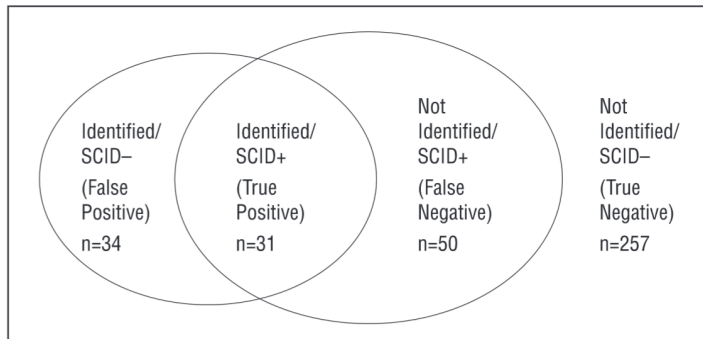 Identified/
SCID–
(False
Positive)
n=34
Identified/
SCID+
(True
Positive)
n=31
Not
Identified/
SCID+
(False
Negative)
n=50
Not
Identified/
SCID–
(True
Negative)
n=257